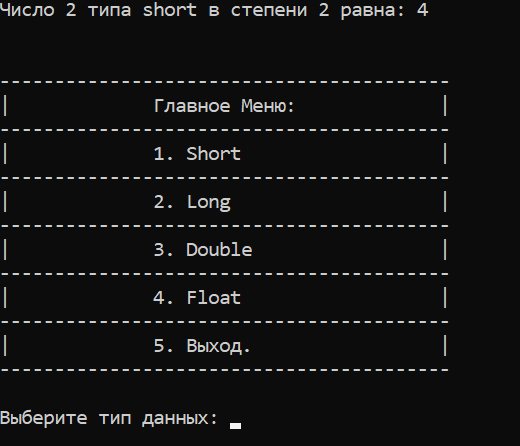 Число 2 типа short в степени 2 равна: 4
-----------------------------------------
|             Главное Меню:             |
-----------------------------------------
|             1. Short                  |
-----------------------------------------
|             2. Long                   |
-----------------------------------------
|             3. Double                 |
-----------------------------------------
|             4. Float                  |
-----------------------------------------
|             5. Выход.                 |
-----------------------------------------
Выберите тип данных: